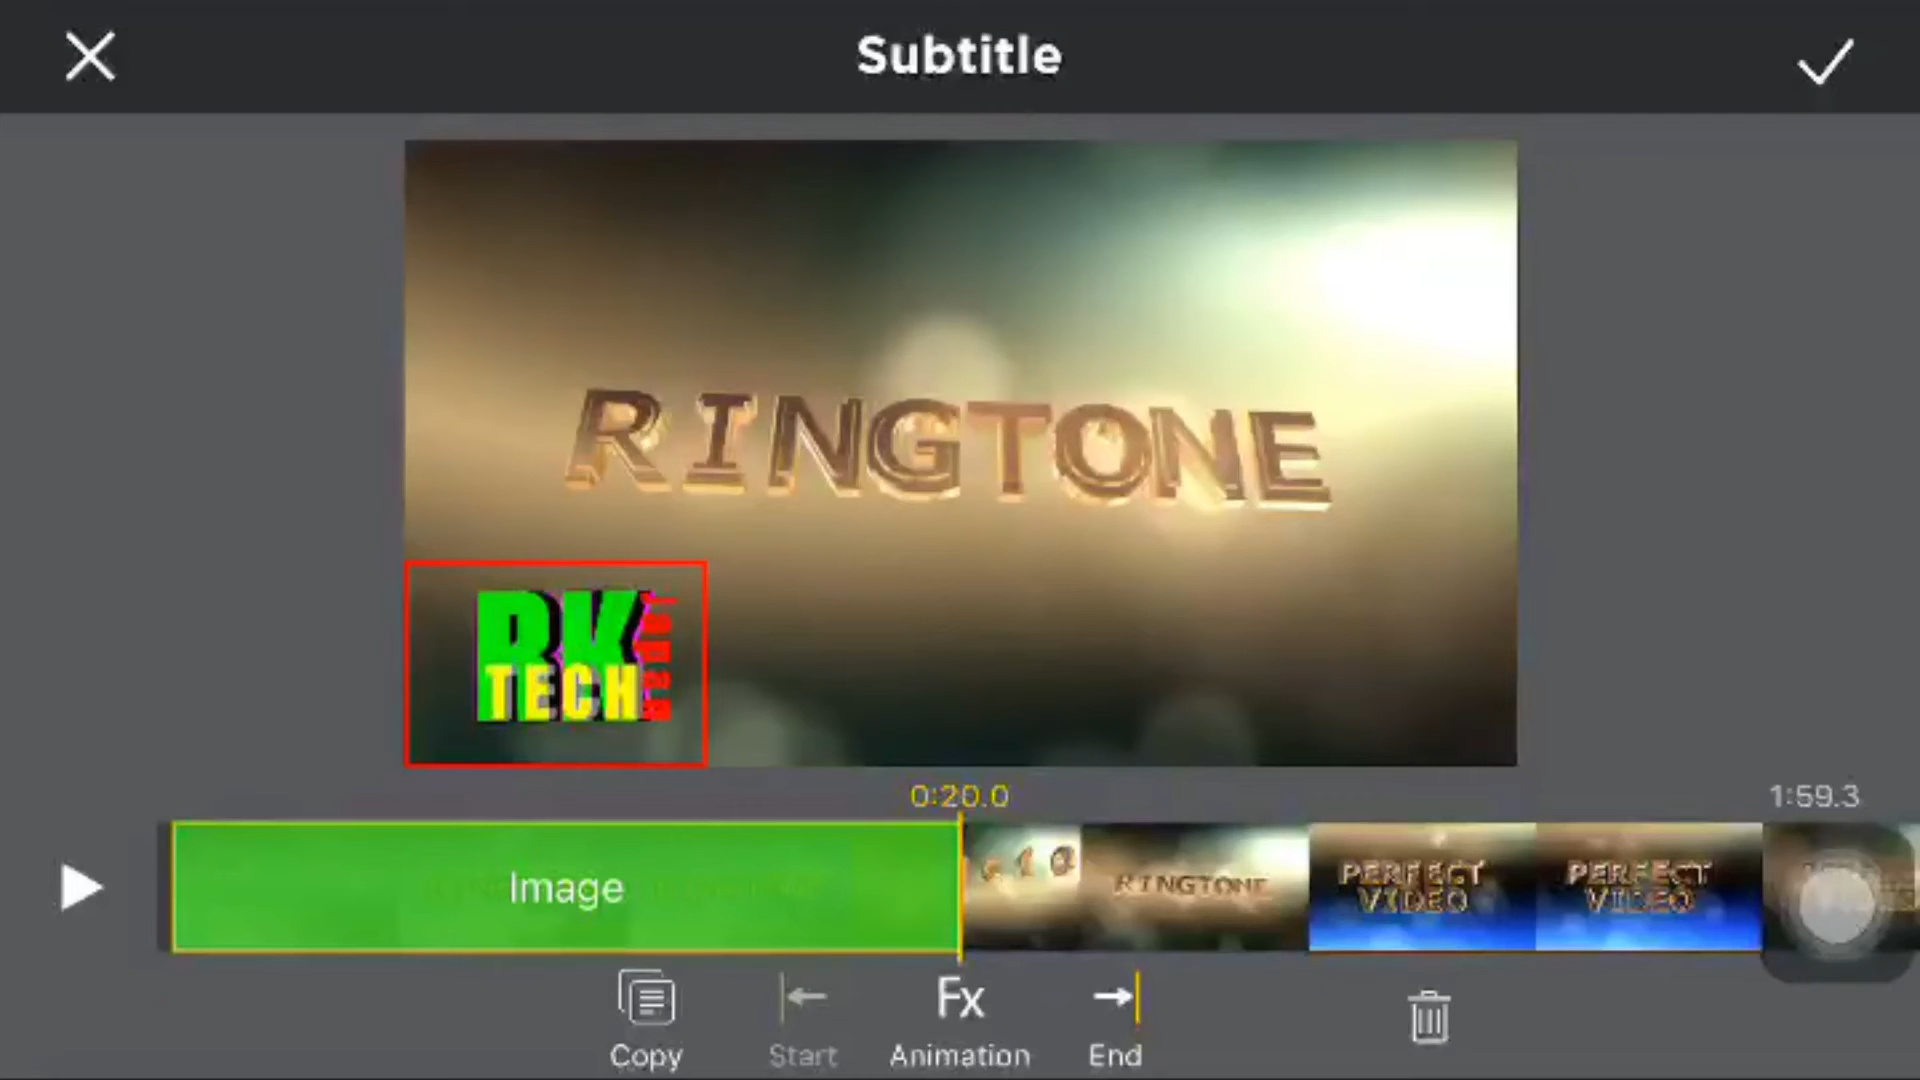 Subtitle
RINGTONE
RK
TECH
0:20.0
1:59.3
Image
RINGTONE
PERFECT
VIDEO
PERFECT
VIDEO
Copy
Start
Fx
Animation
End